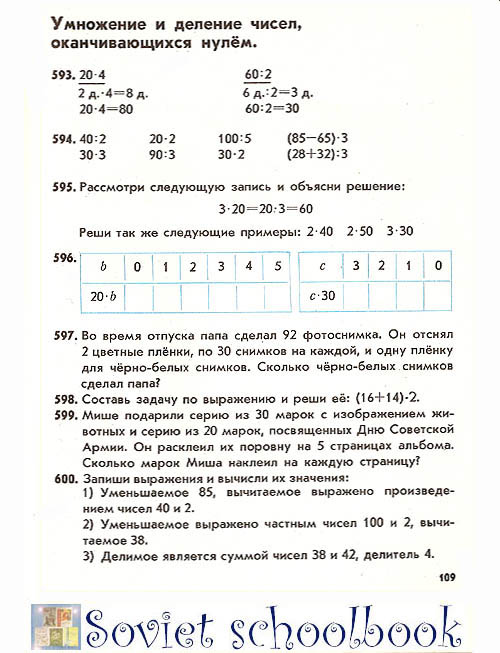 Умножение и деление чисел,
оканчивающихся нулём.
593. 20·4 60:2
2 д.·4=8 д. 6 д.:2=3 д.
20·4=80 60:2=30
594. 40:2 20·2 100:5 (85−65)·3
30·3 90:3 30·2 (28+32):3
595. Рассмотри следующую запись и объясни решение:
3·20=20·3=60
Реши так же следующие примеры: 2·40 2·50 3·30
596. b 0 1 2 3 4 5 c 3 2 1 0
20·b c·30
597. Во время отпуска папа сделал 92 фотоснимка. Он отснял
2 цветные плёнки, по 30 снимков на каждой, и одну плёнку
для чёрно-белых снимков. Сколько чёрно-белых снимков
сделал папа?
598. Составь задачу по выражению и реши её: (16+14)·2.
599. Мише подарили серию из 30 марок с изображением жи-
вотных и серию из 20 марок, посвященных Дню Советской
Армии. Он расклеил их поровну на 5 страницах альбома.
Сколько марок Миша наклеил на каждую страницу?
600. Запиши выражения и вычисли их значения:
1) Уменьшаемое 85, вычитаемое выражено произведе-
нием чисел 40 и 2.
2) Уменьшаемое выражено частным чисел 100 и 2, вычи-
таемое 38.
3) Делимое является суммой чисел 38 и 42, делитель 4.
109
Soviet schoolbook